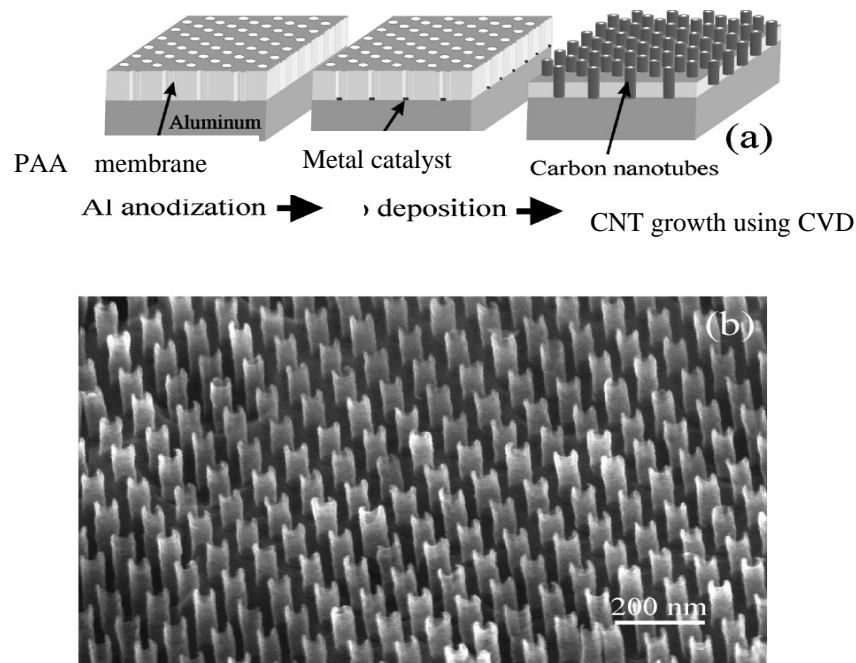 Aluminum
PAA membrane
Metal catalyst
Carbon nanotubes
(a)
Al anodization
deposition
CNT growth using CVD
(b)
200 nm